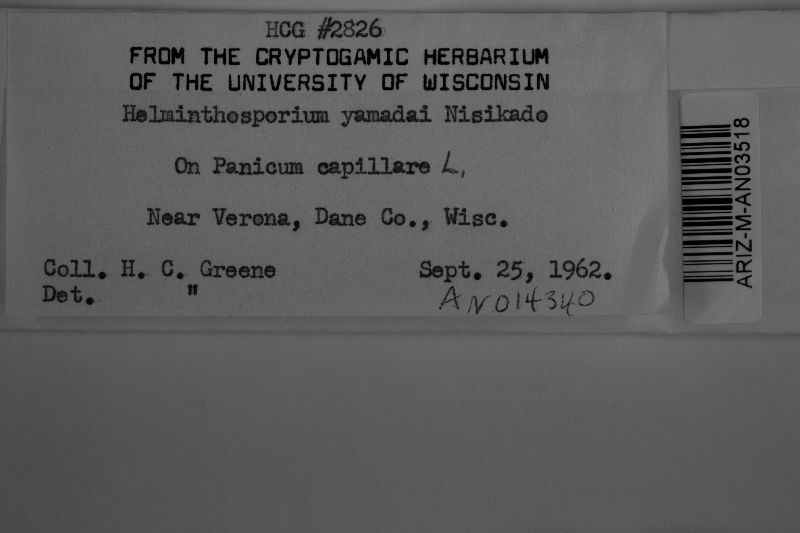 HCG #2826
FROM THE CRYPTOGAMIC HERBARIUM
OF THE UNIVERSITY OF WISCONSIN
Helminthosporium yamadai Nisikado
On Panicum capillare L.
Near Verona, Dane Co., Wisc.
Coll. H. C. Greene Sept. 25, 1962.
Det. "
AN014340
ARIZ-M-AN03518